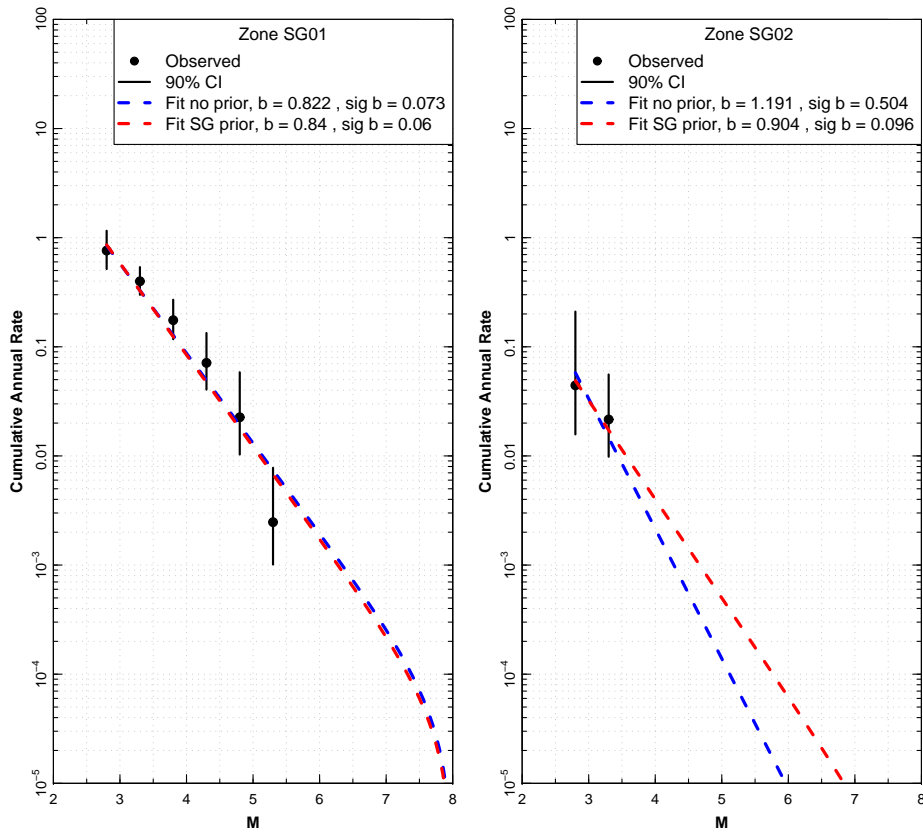 Zone SG01
Observed
90% CI
Fit no prior, b = 0.822 , sig b = 0.073
Fit SG prior, b = 0.84 , sig b = 0.06
Cumulative Annual Rate
100
10
1
0.1
0.01
10−3
10−4
10−5
2 3 4 5 6 7 8
M
Zone SG02
Observed
90% CI
Fit no prior, b = 1.191 , sig b = 0.504
Fit SG prior, b = 0.904 , sig b = 0.096
Cumulative Annual Rate
100
10
1
0.1
0.01
10−3
10−4
10−5
2 3 4 5 6 7 8
M